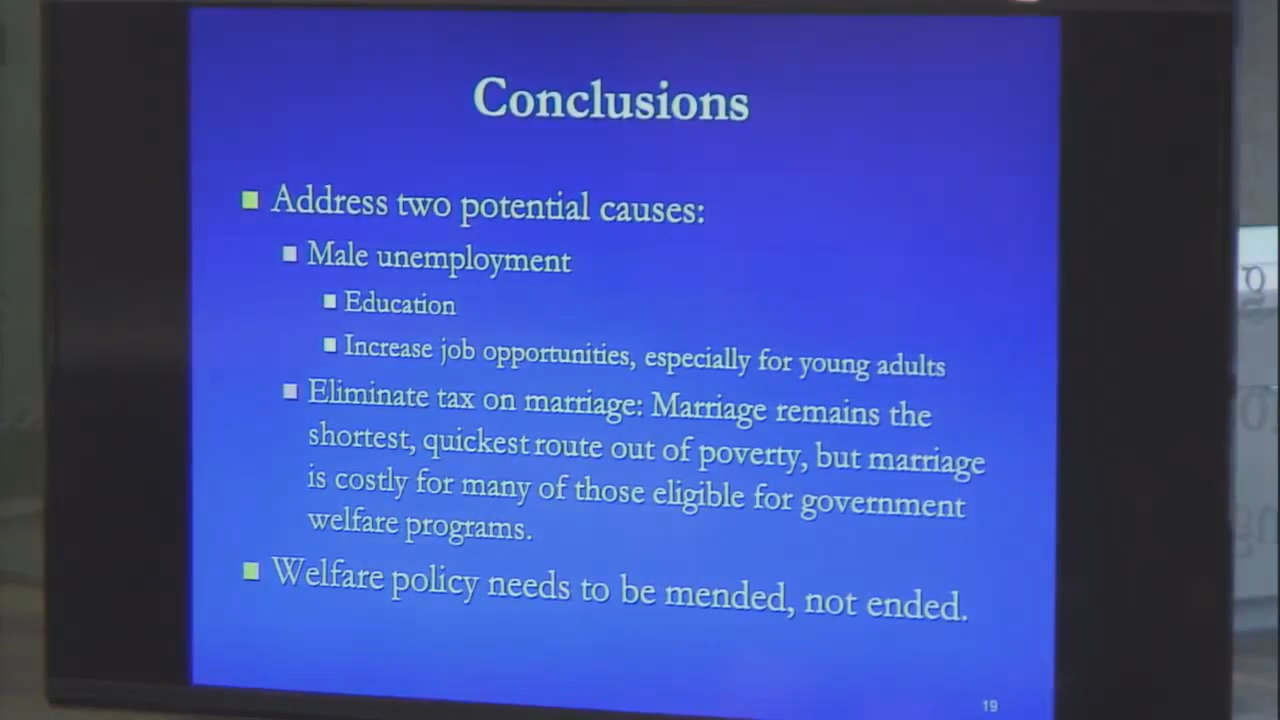 Conclusions
Address two potential causes:
Male unemployment
Education
Increase job opportunities, especially for young adults
Eliminate tax on marriage: Marriage remains the
shortest, quickest route out of poverty, but marriage
is costly for many of those eligible for government
welfare programs.
Welfare policy needs to be mended, not ended.
19